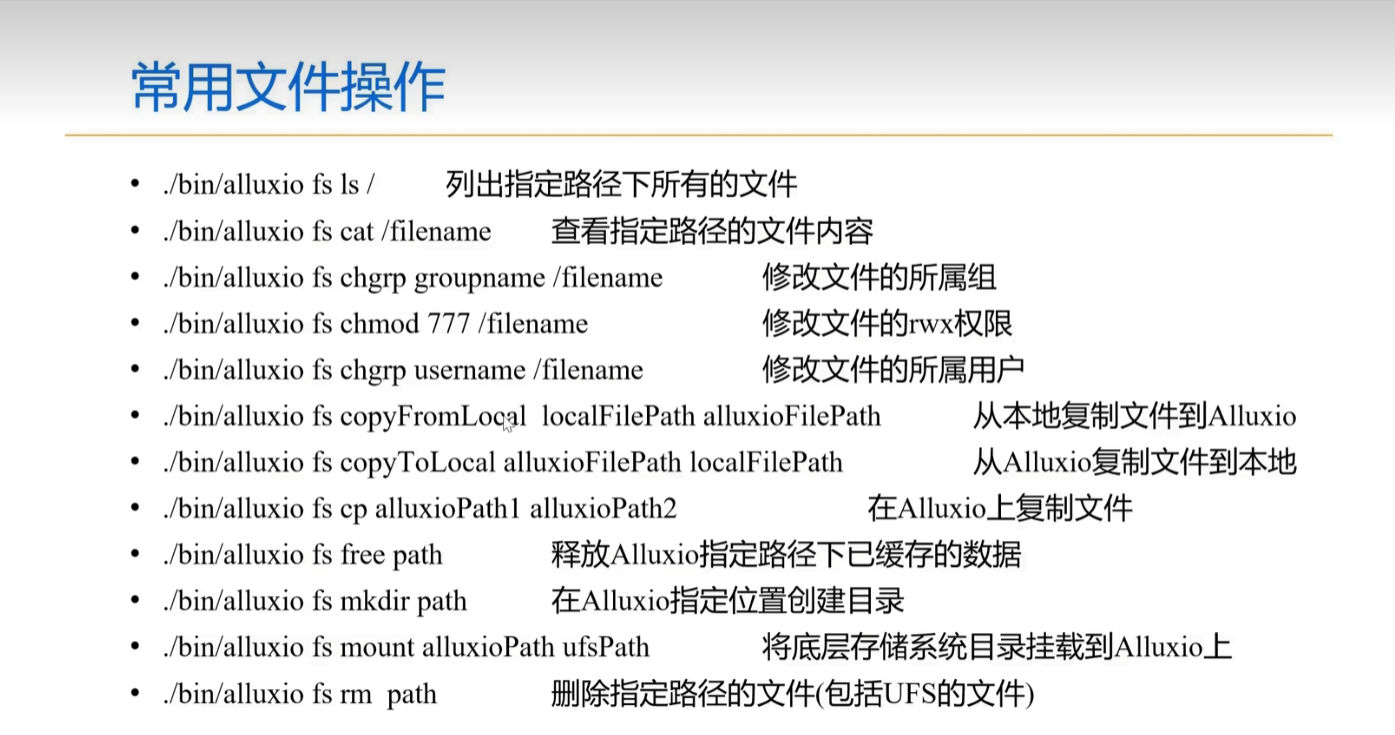 常用文件操作
• ./bin/alluxio fs ls / 列出指定路径下所有的文件
• ./bin/alluxio fs cat /filename 查看指定路径的文件内容
• ./bin/alluxio fs chgrp groupname /filename 修改文件的所属组
• ./bin/alluxio fs chmod 777 /filename 修改文件的rwx权限
• ./bin/alluxio fs chgrp username /filename 修改文件的所属用户
• ./bin/alluxio fs copyFromLocal localFilePath alluxioFilePath 从本地复制文件到Alluxio
• ./bin/alluxio fs copyToLocal alluxioFilePath localFilePath 从Alluxio复制文件到本地
• ./bin/alluxio fs cp alluxioPath1 alluxioPath2 在Alluxio上复制文件
• ./bin/alluxio fs free path 释放Alluxio指定路径下已缓存的数据
• ./bin/alluxio fs mkdir path 在Alluxio指定位置创建目录
• ./bin/alluxio fs mount alluxioPath ufsPath 将底层存储系统目录挂载到Alluxio上
• ./bin/alluxio fs rm path 删除指定路径的文件(包括UFS的文件)